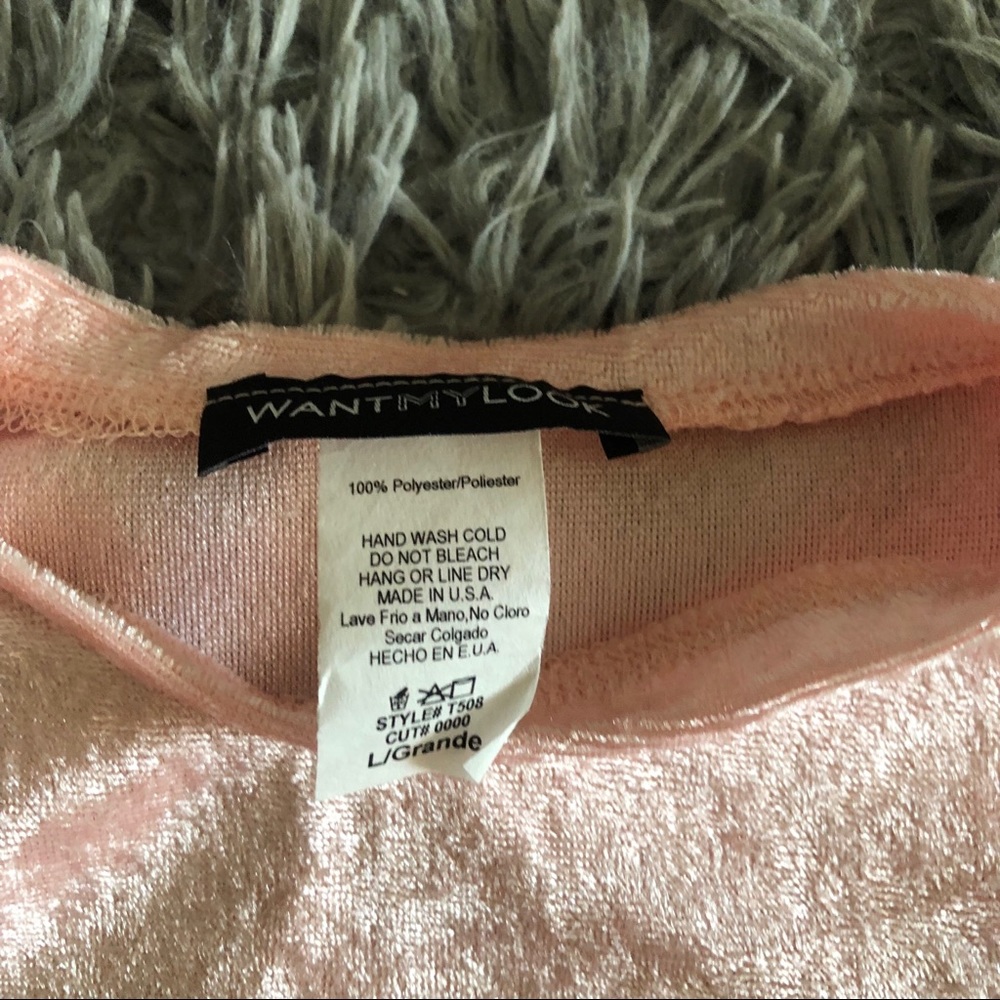 WANTMYLOOK
100% Polyester/Poliester
HAND WASH COLD
DO NOT BLEACH
HANG OR LINE DRY
MADE IN U.S.A.
Lave Frio a Mano,No Cloro
Secar Colgado
HECHO EN E.U.A.
STYLE# T508
CUT# 0000
L/Grande